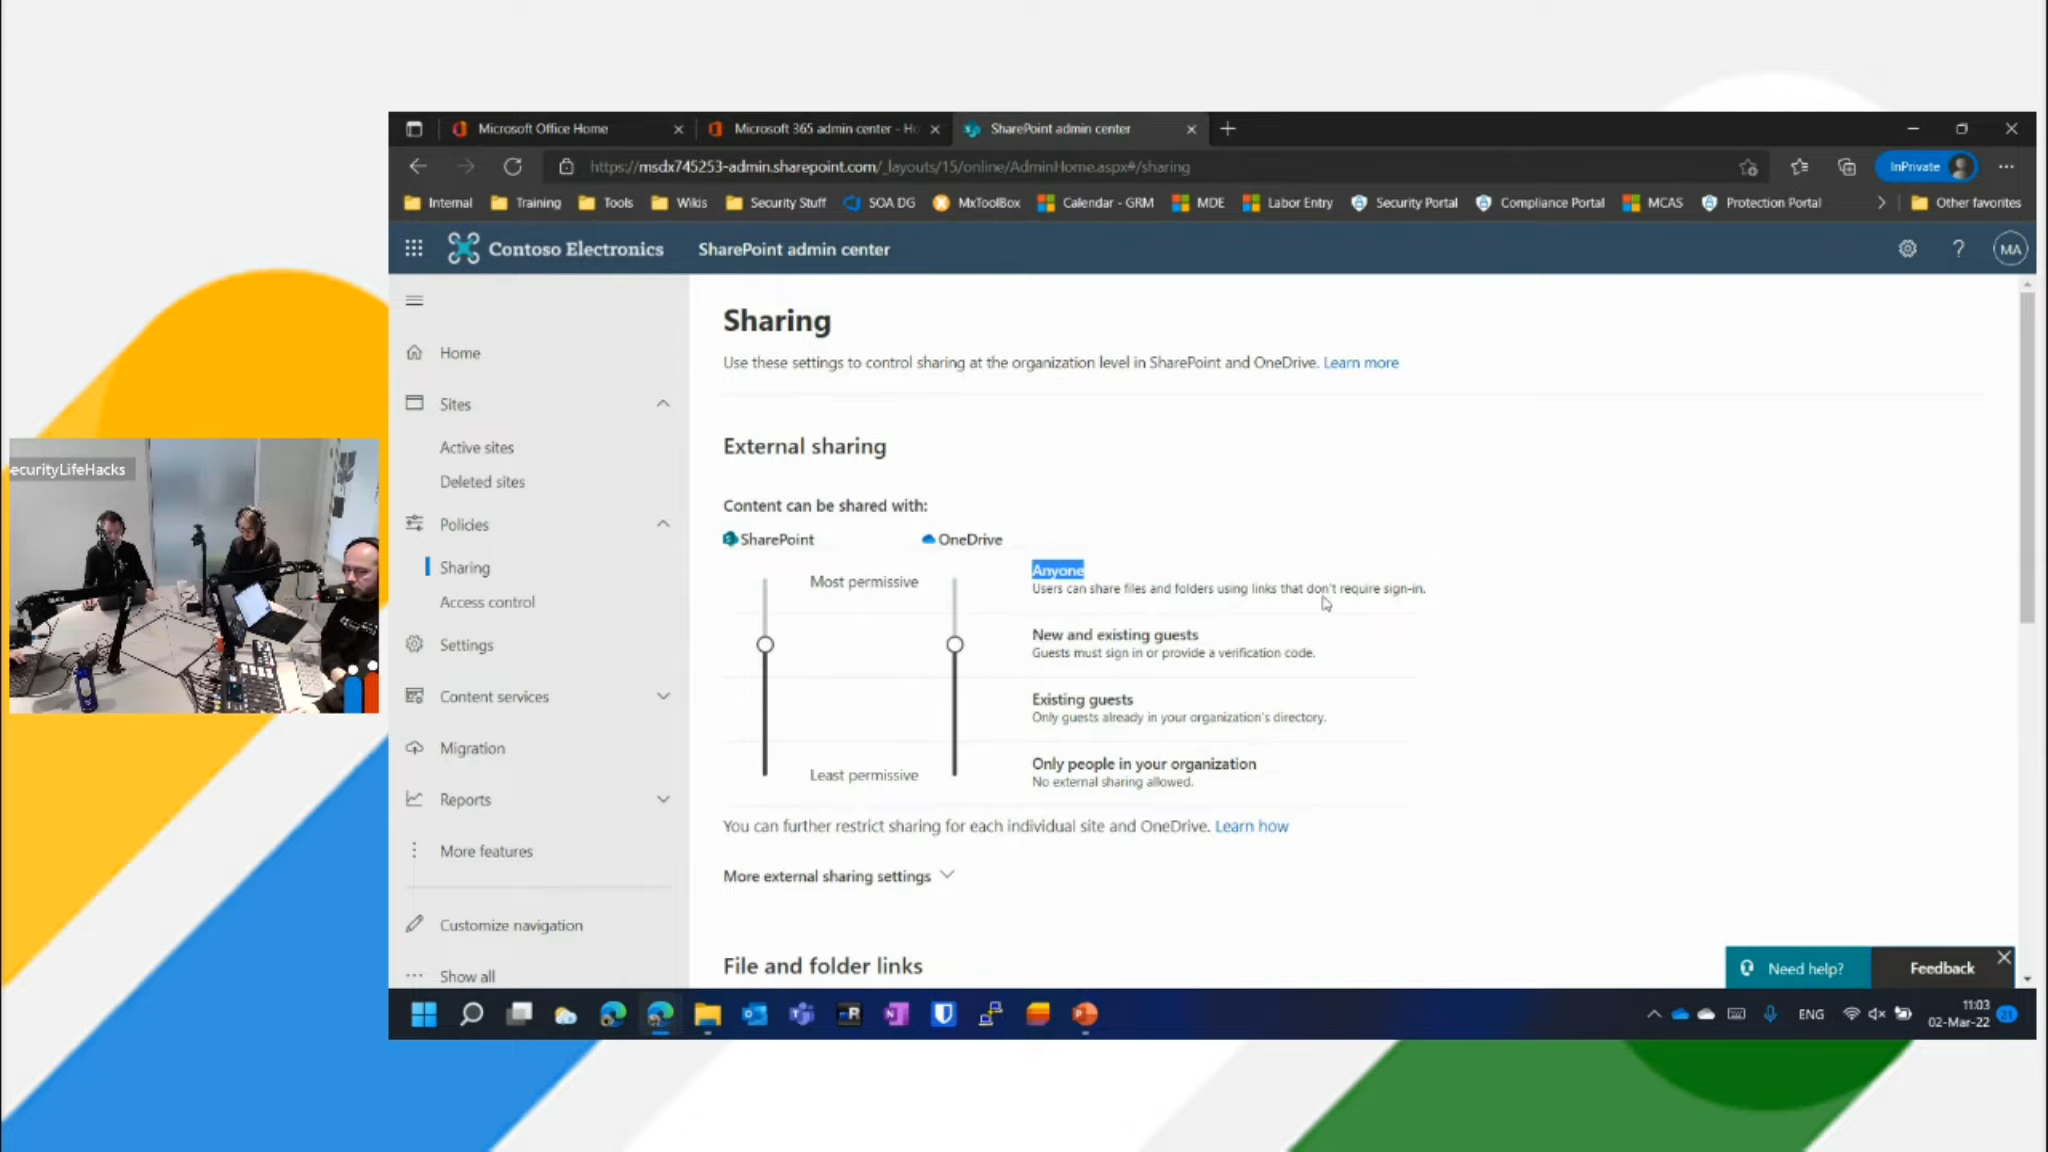 Microsoft Office Home
Microsoft 365 admin center - Ho
SharePoint admin center
https://msdx745253-admin.sharepoint.com/_layouts/15/online/AdminHome.aspx#/sharing
InPrivate
Internal
Training
Tools
Wikis
Security Stuff
SOA DG
MxToolBox
Calendar - GRM
MDE
Labor Entry
Security Portal
Compliance Portal
MCAS
Protection Portal
Other favorites
Contoso Electronics
SharePoint admin center
MA
Home
Sites
Active sites
Deleted sites
Policies
Sharing
Access control
Settings
Content services
Migration
Reports
More features
Customize navigation
Show all
Sharing
Use these settings to control sharing at the organization level in SharePoint and OneDrive. Learn more
External sharing
Content can be shared with:
SharePoint
OneDrive
Most permissive
Least permissive
Anyone
Users can share files and folders using links that don't require sign-in.
New and existing guests
Guests must sign in or provide a verification code.
Existing guests
Only guests already in your organization's directory.
Only people in your organization
No external sharing allowed.
You can further restrict sharing for each individual site and OneDrive. Learn how
More external sharing settings
File and folder links
Need help?
Feedback
ecurityLifeHacks
ENG
11:03
02-Mar-22
21